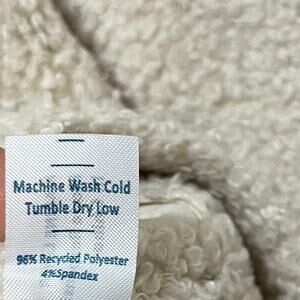 Machine Wash Cold
Tumble Dry Low
96% Recycled Polyester
4%Spandex